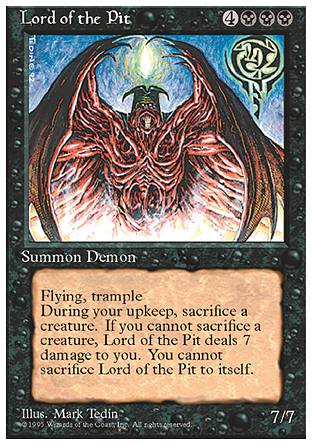 Lord of the Pit 4
TEDIN © 92
Summon Demon
Flying, trample
During your upkeep, sacrifice a
creature. If you cannot sacrifice a
creature, Lord of the Pit deals 7
damage to you. You cannot
sacrifice Lord of the Pit to itself.
Illus. Mark Tedin
7/7
© 1995 Wizards of the Coast, Inc. All rights reserved.